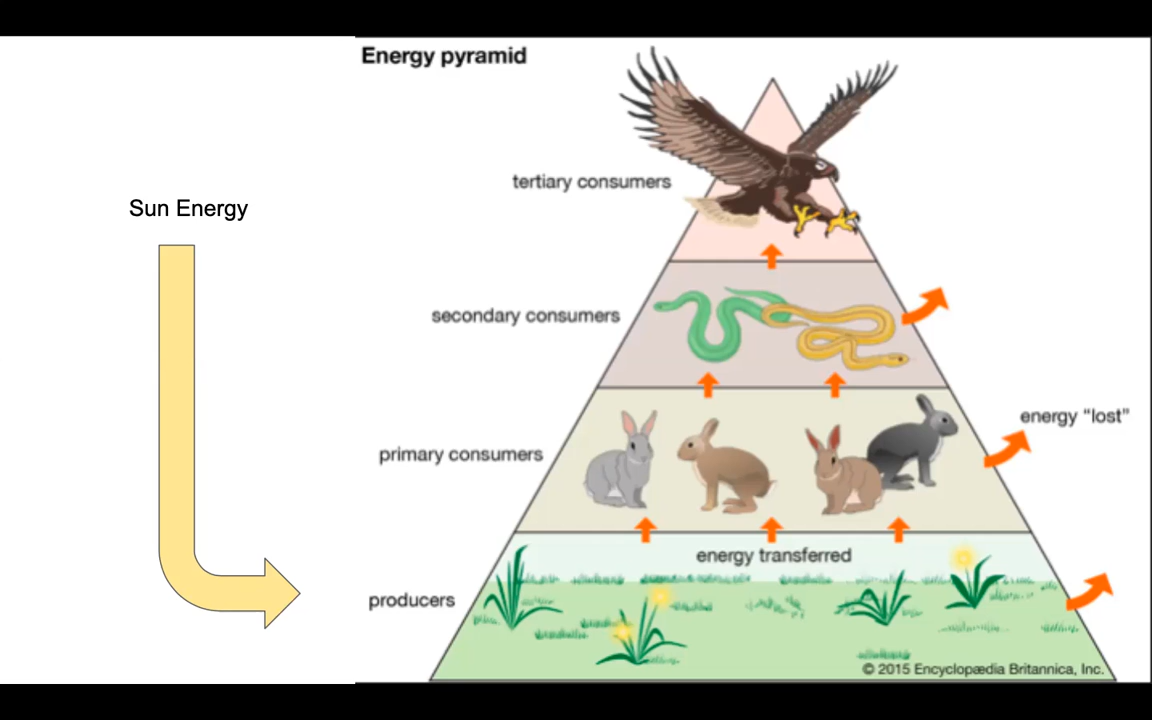 Energy pyramid
Sun Energy
tertiary consumers
secondary consumers
energy “lost”
primary consumers
energy transferred
producers
© 2015 Encyclopædia Britannica, Inc.